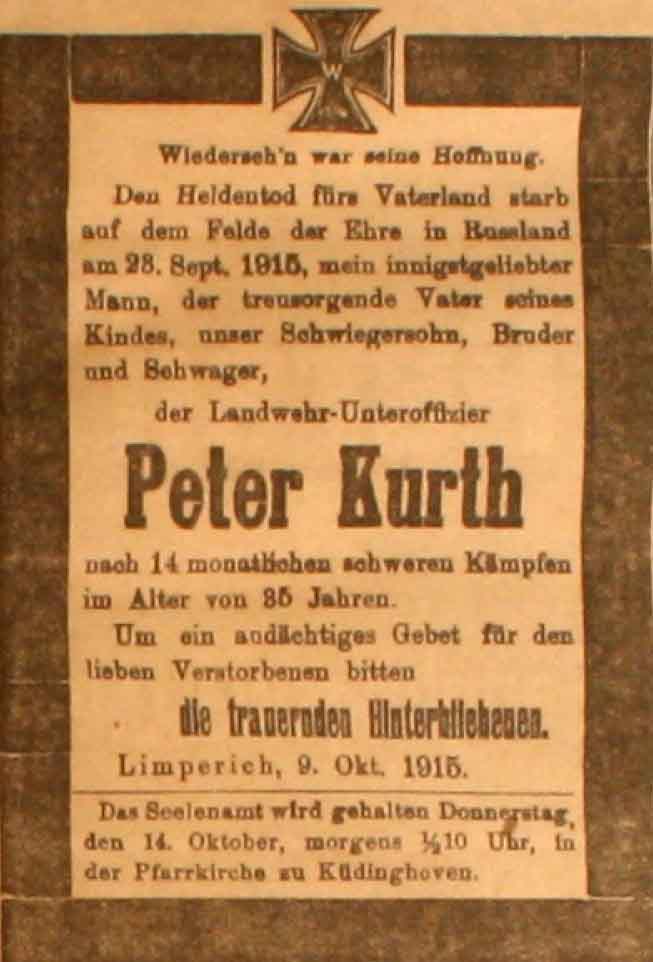 W
Wiederseh'n war seine Hoffnung.
Den Heldentod fürs Vaterland starb
auf dem Felde der Ehre in Russland
am 28. Sept. 1915, mein innigstgeliebter
Mann, der treusorgende Vater seines
Kindes, unser Schwiegersohn, Bruder
und Schwager,
der Landwehr-Unteroffizier
Peter Kurth
nach 14 monatlichen schweren Kämpfen
im Alter von 35 Jahren.
Um ein andächtiges Gebet für den
lieben Verstorbenen bitten
die trauernden Hinterbliebenen.
Limperich, 9. Okt. 1915.
Das Seelenamt wird gehalten Donnerstag,
den 14. Oktober, morgens ½10 Uhr, in
der Pfarrkirche zu Küdinghoven.